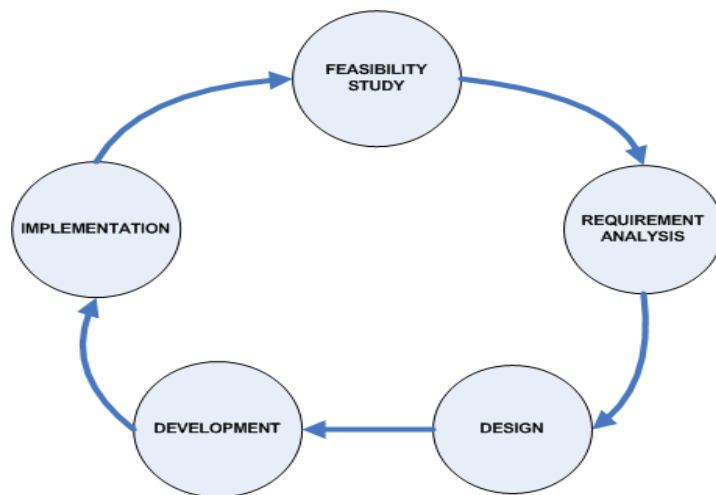 FEASIBILITY
STUDY
REQUIREMENT
ANALYSIS
DESIGN
DEVELOPMENT
IMPLEMENTATION